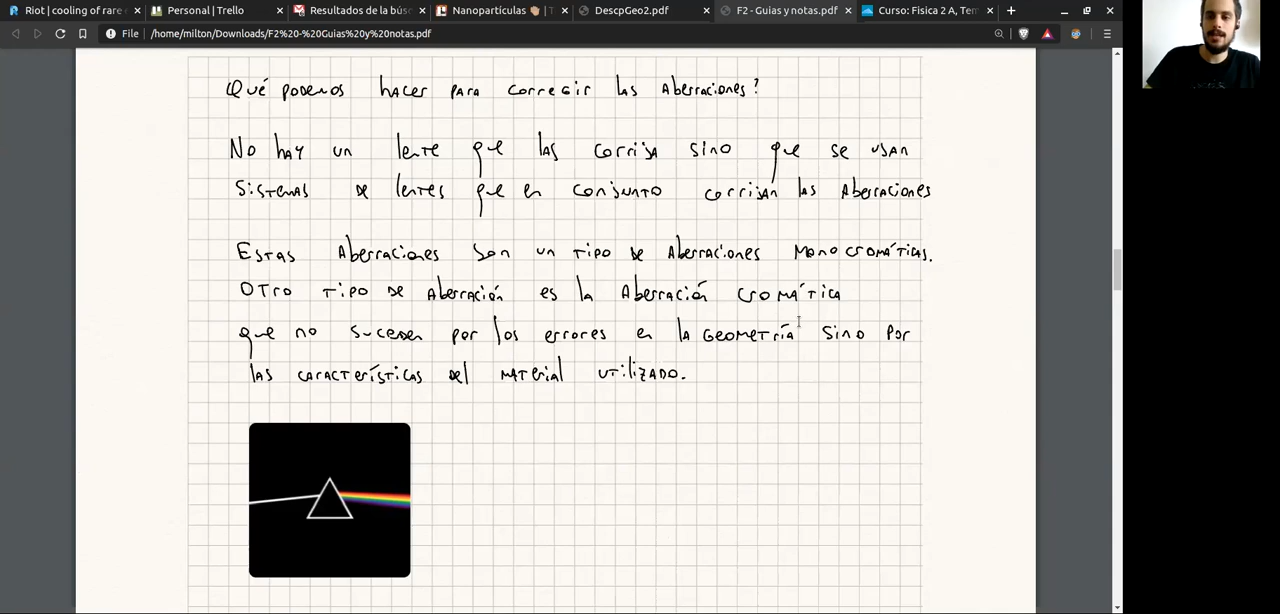 Riot | cooling of rare e
Personal | Trello
Resultados de la bús
Nanopartículas 👋🏼 | T
DescpGeo2.pdf
F2 - Guias y notas.pdf
Curso: Fisica 2 A, Tem
File | /home/milton/Downloads/F2%20-%20Guias%20y%20notas.pdf
Qué podemos hacer para corregir las Aberraciones?
No hay un lente que las corrija sino que se usan
sistemas de lentes que en conjunto corrijan las Aberraciones
Estas Aberraciones son un tipo de Aberraciones Monocromáticas.
Otro tipo de Aberración es la Aberración cromática
que no suceden por los errores en la Geometría sino por
las características del material utilizado.